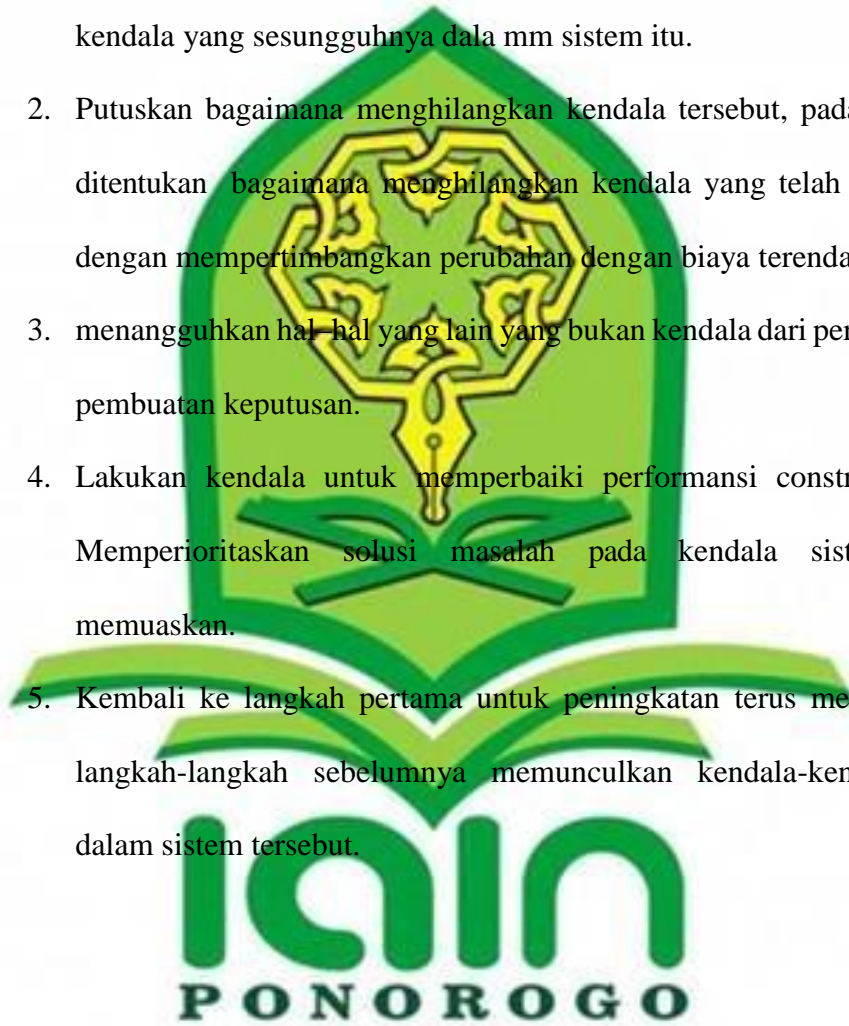 kendala yang sesungguhnya dala mm sistem itu.
2. Putuskan bagaimana menghilangkan kendala tersebut, pada
ditentukan bagaimana menghilangkan kendala yang telah
dengan mempertimbangkan perubahan dengan biaya terenda
3. menangguhkan hal–hal yang lain yang bukan kendala dari per
pembuatan keputusan.
4. Lakukan kendala untuk memperbaiki performansi constr
Memperioritaskan solusi masalah pada kendala sist
memuaskan.
5. Kembali ke langkah pertama untuk peningkatan terus me
langkah-langkah sebelumnya memunculkan kendala-ken
dalam sistem tersebut.
iain
PONOROGO